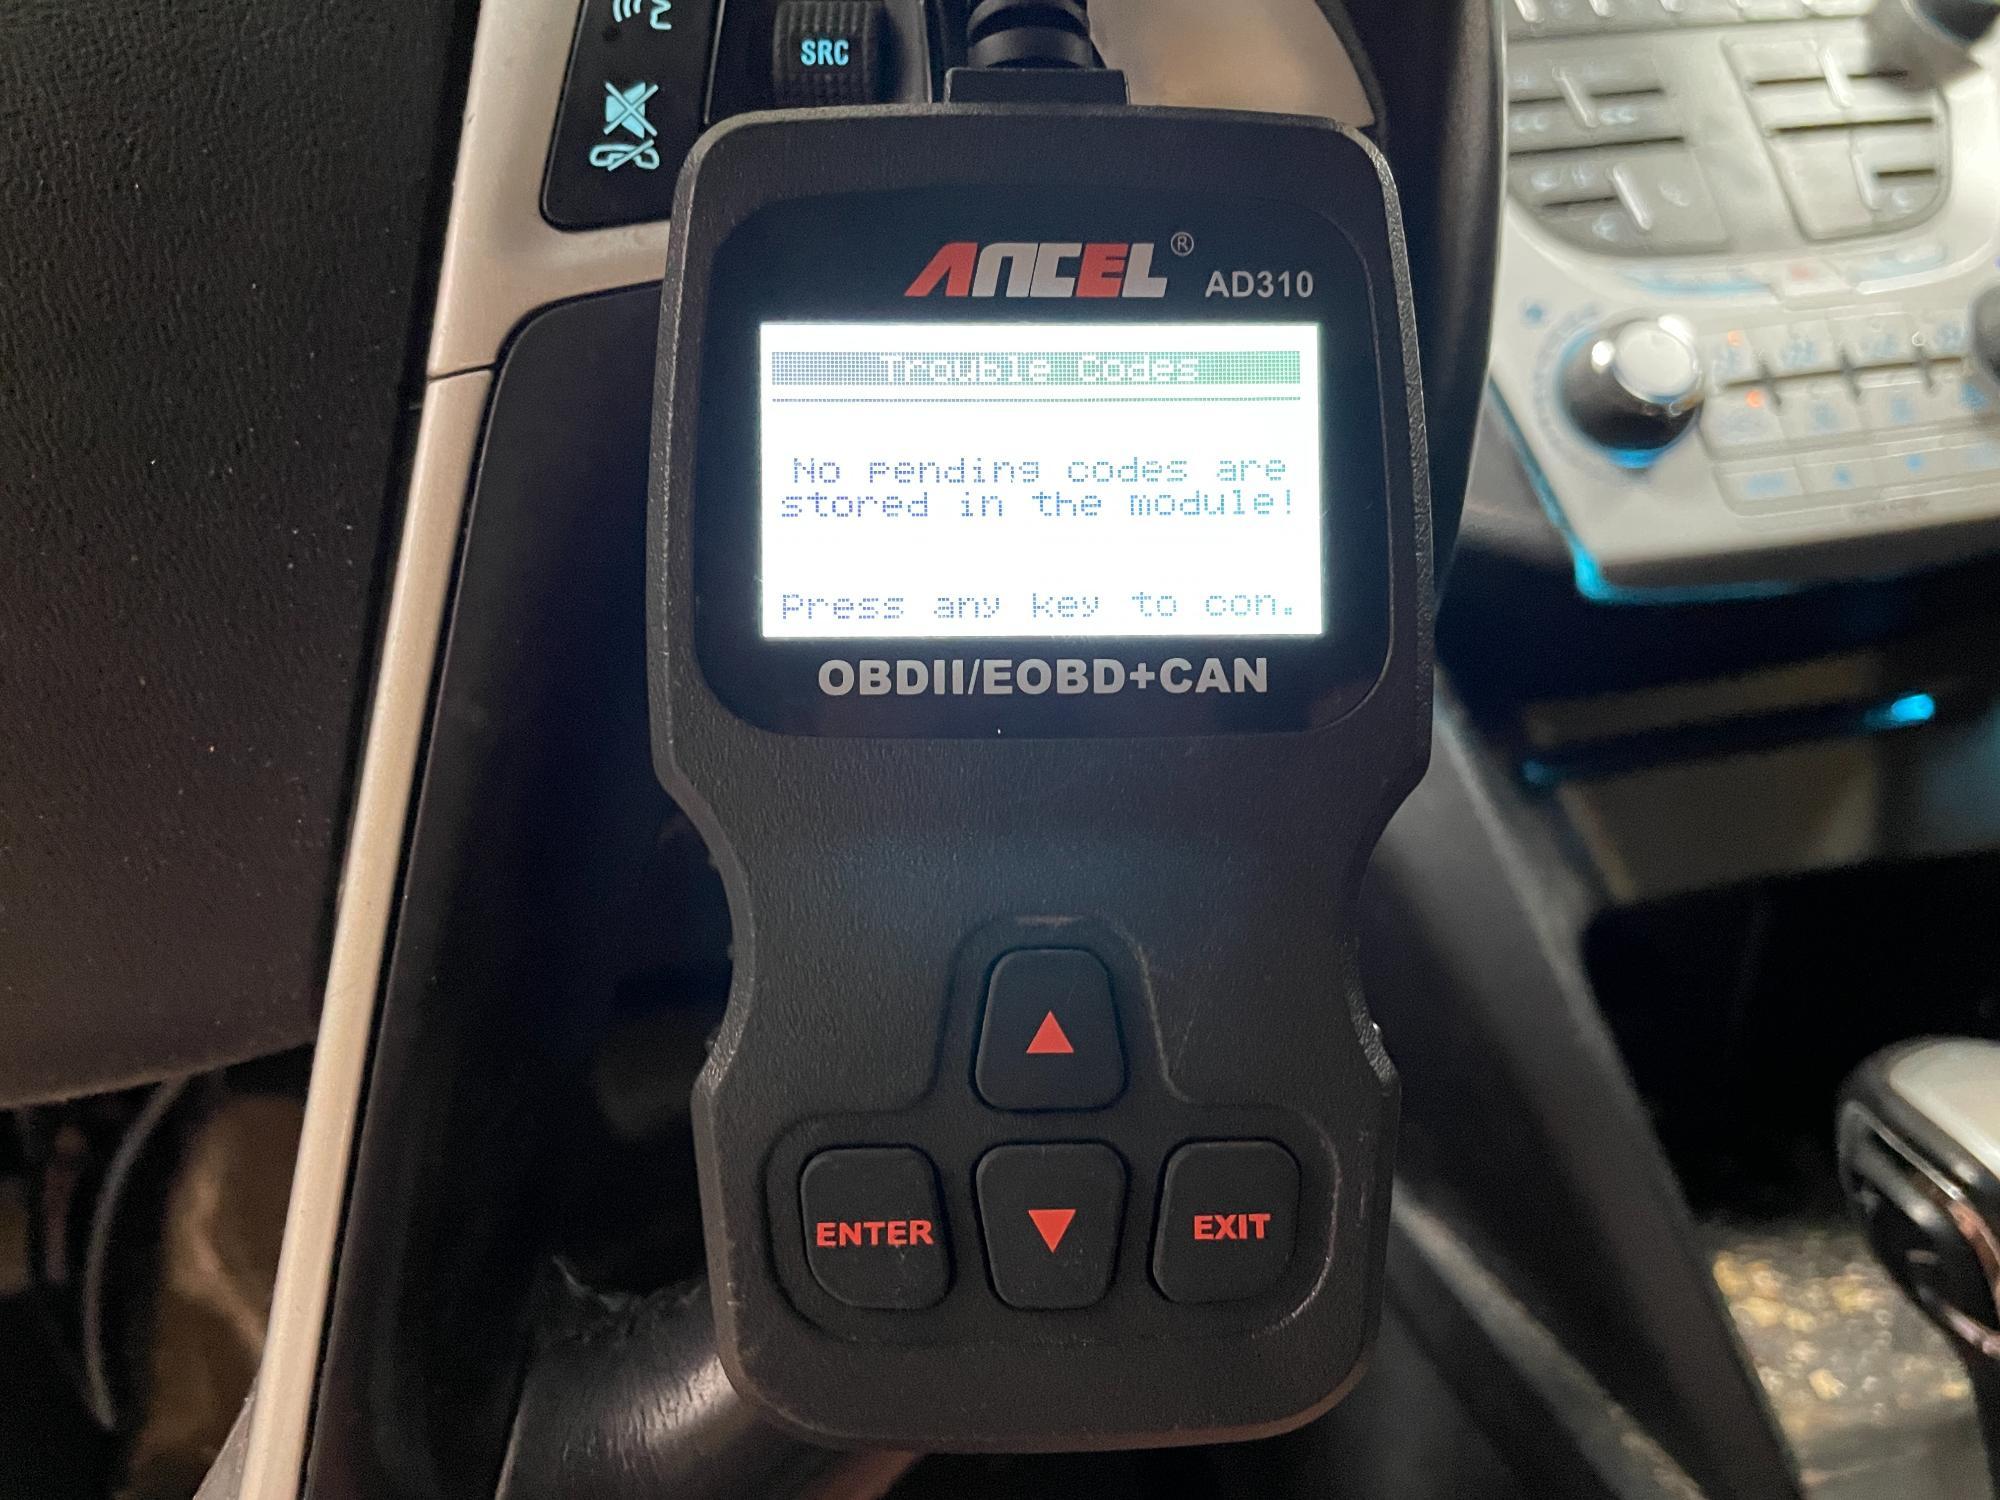 SRC
ANCEL® AD310
Trouble Codes
No Pending codes are
stored in the module!
Press any key to con.
OBDII/EOBD+CAN
ENTER
EXIT